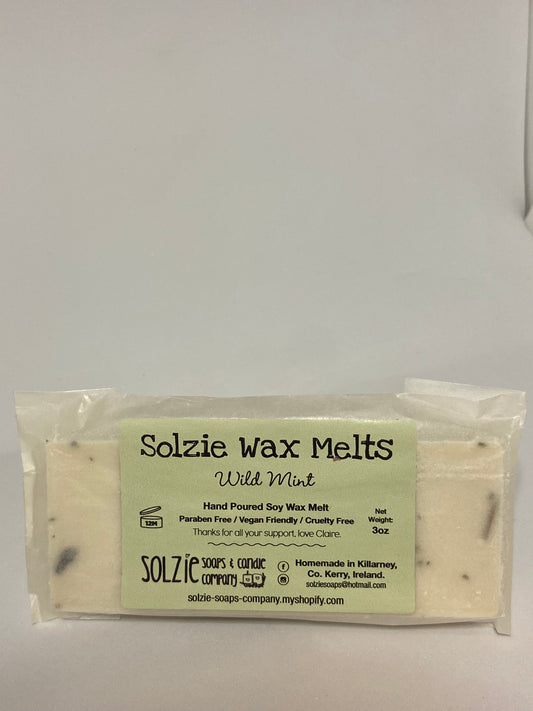 Solzie Wax Melts
Wild Mint
Hand Poured Soy Wax Melt
Paraben Free / Vegan Friendly / Cruelty Free
Thanks for all your support, love Claire.
12M
Net
Weight:
3oz
SOLZIE SOAPS & CANDLE
COMPANY
Homemade in Killarney,
Co. Kerry, Ireland.
solziesoaps@hotmail.com
solzie-soaps-company.myshopify.com